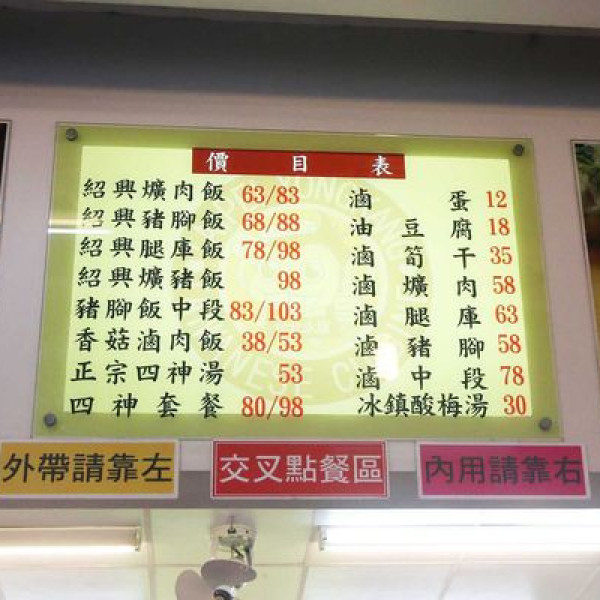 價目表
紹興爌肉飯 63/83
紹興豬腳飯 68/88
紹興腿庫飯 78/98
紹興爌豬飯 98
豬腳飯中段 83/103
香菇滷肉飯 38/53
正宗四神湯 53
四神套餐 80/98
滷蛋 12
油豆腐 18
滷筍干 35
滷爌肉 58
滷腿庫 63
滷豬腳 58
滷中段 78
冰鎮酸梅湯 30
外帶請靠左
交叉點餐區
內用請靠右